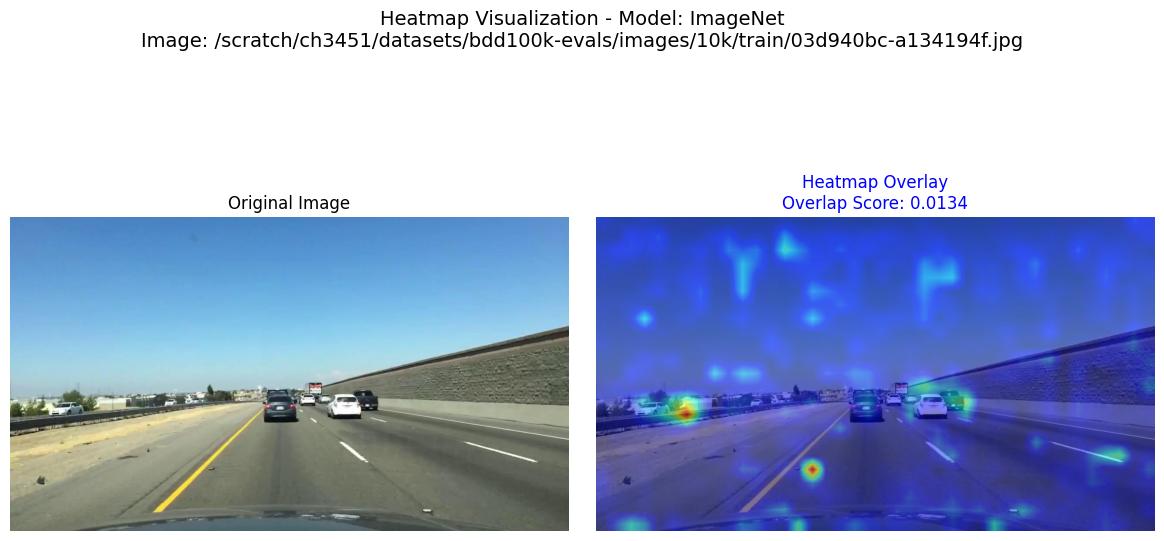 Heatmap Visualization - Model: ImageNet
Image: /scratch/ch3451/datasets/bdd100k-evals/images/10k/train/03d940bc-a134194f.jpg
Original Image
Heatmap Overlay
Overlap Score: 0.0134